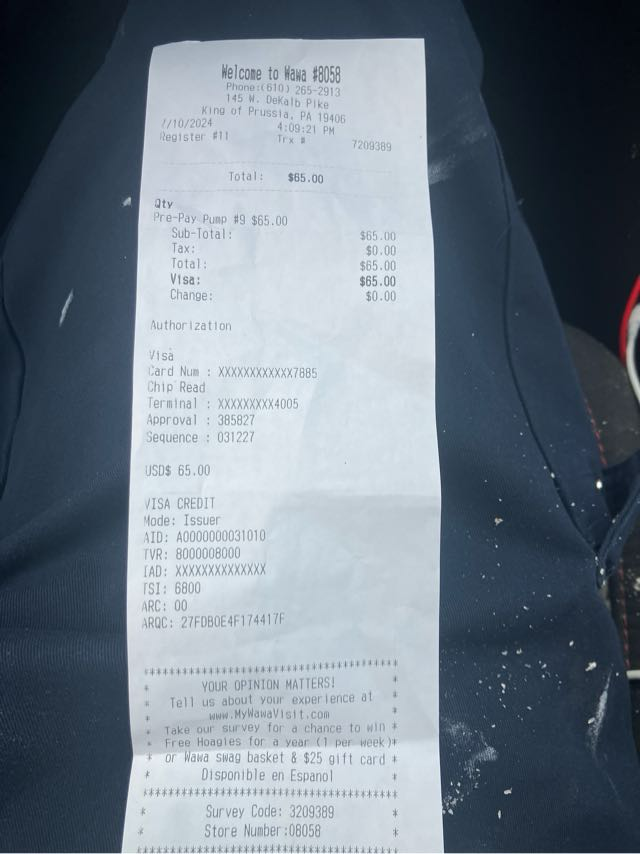 Welcome to Wawa #8058
Phone:(610) 265-2913
145 W. DeKalb Pike
King of Prussia, PA 19406
7/10/2024 4:09:21 PM
Register #11 Trx # 7209389
Total: $65.00
Qty
Pre-Pay Pump #9 $65.00
Sub-Total: $65.00
Tax: $0.00
Total: $65.00
Visa: $65.00
Change: $0.00
Authorization
Visa
Card Num : XXXXXXXXXXXX7885
Chip Read
Terminal : XXXXXXXXX4005
Approval : 385827
Sequence : 031227
USD$ 65.00
VISA CREDIT
Mode: Issuer
AID: A0000000031010
TVR: 8000008000
IAD: XXXXXXXXXXXXXX
TSI: 6800
ARC: 00
ARQC: 27FDB0E4F174417F
************************************
* YOUR OPINION MATTERS! *
* Tell us about your experience at *
* www.MyWawaVisit.com *
* Take our survey for a chance to win *
* Free Hoagies for a year (1 per week)*
* or Wawa swag basket & $25 gift card *
* Disponible en Espanol *
************************************
* Survey Code: 3209389 *
* Store Number:08058 *
************************************